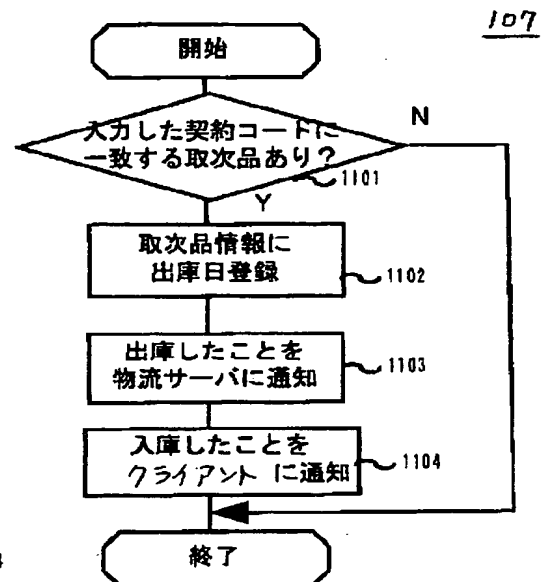 107
開始
入力した契約コードに
一致する取次品あり?
N
1101
Y
取次品情報に
出庫日登録
1102
出庫したことを
物流サーバに通知
1103
入庫したことを
クライアントに通知
1104
終了